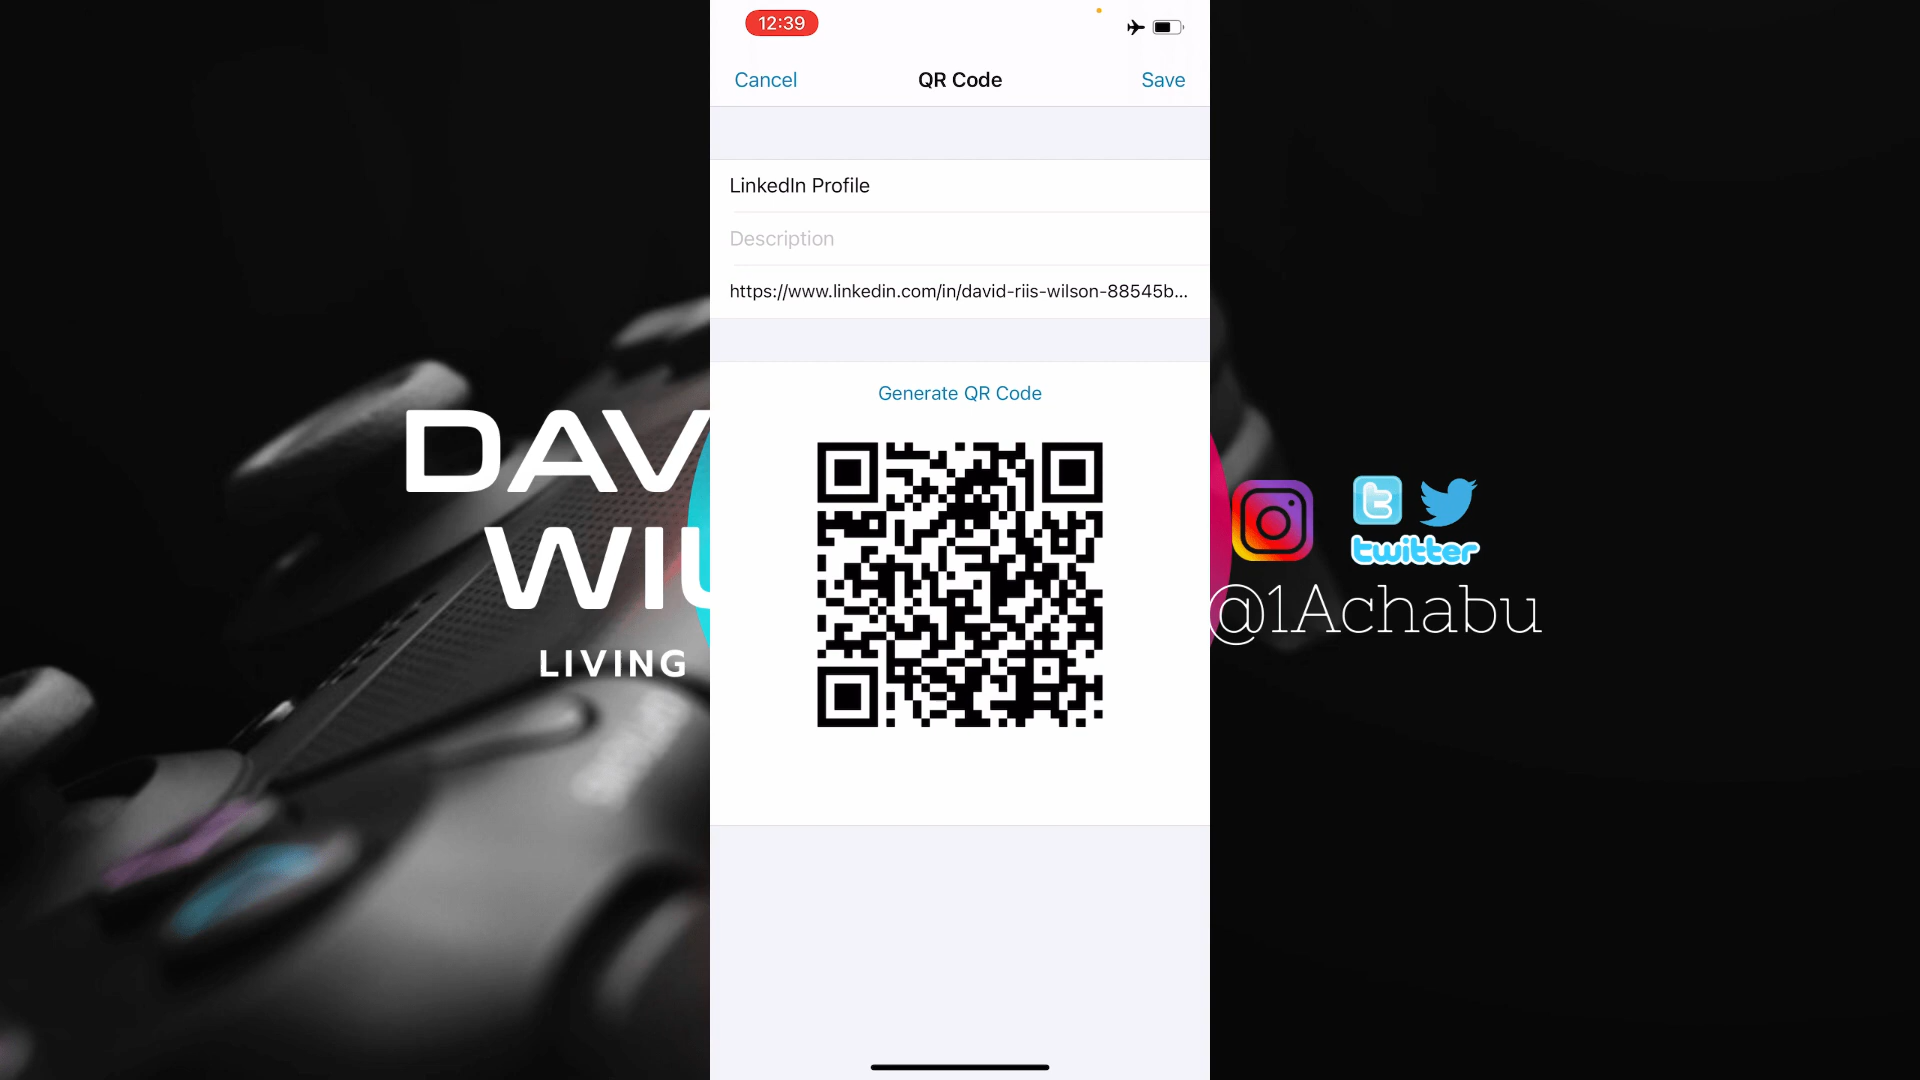 12:39
Cancel
QR Code
Save
LinkedIn Profile
Description
https://www.linkedin.com/in/david-riis-wilson-88545b...
Generate QR Code
DAV
WIL
LIVING
twitter
@1Achabu